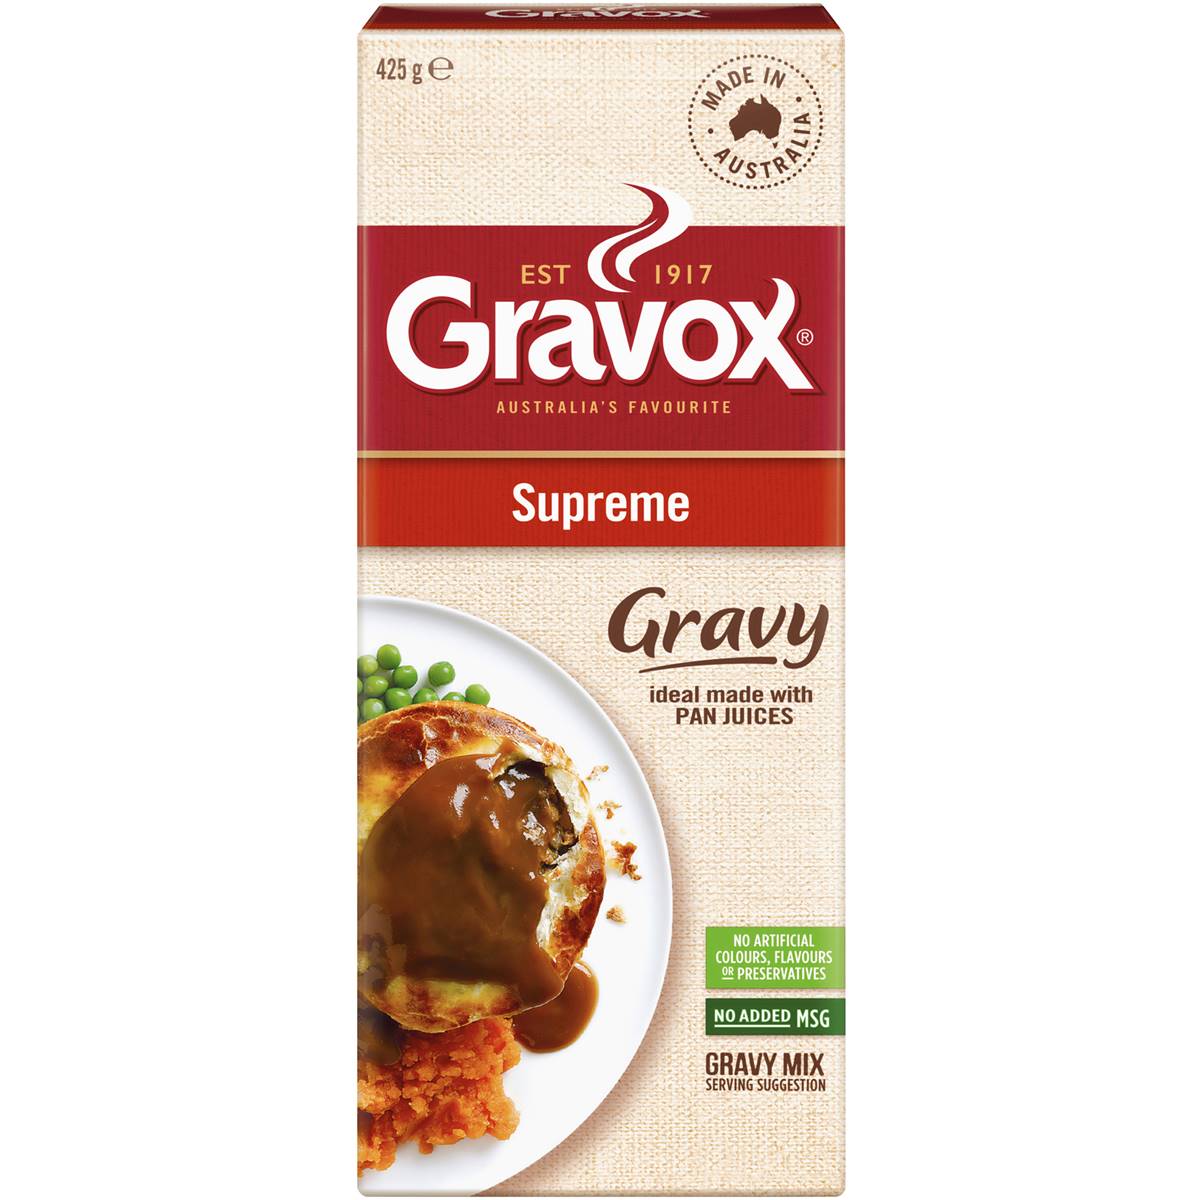 Gravox
425 g ℮
MADE IN
AUSTRALIA
EST 1917
Gravox®
AUSTRALIA'S FAVOURITE
Supreme
Gravy
ideal made with
PAN JUICES
NO ARTIFICIAL
COLOURS, FLAVOURS
OR PRESERVATIVES
NO ADDED MSG
GRAVY MIX
SERVING SUGGESTION